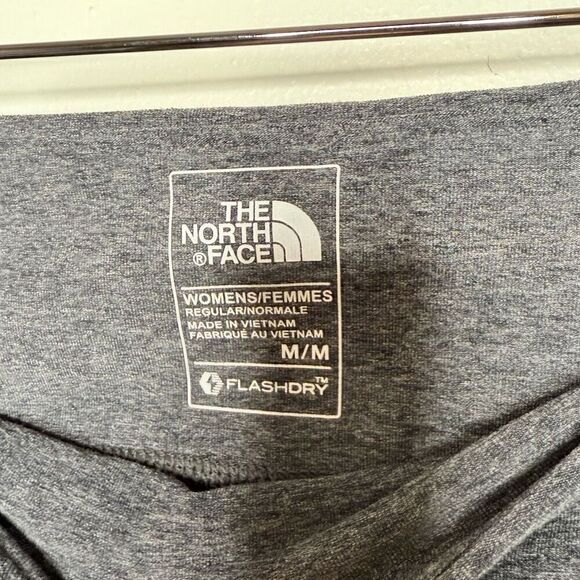 THE
NORTH
®FACE
WOMENS/FEMMES
REGULAR/NORMALE
MADE IN VIETNAM
FABRIQUÉ AU VIETNAM
M/M
FLASHDRY™